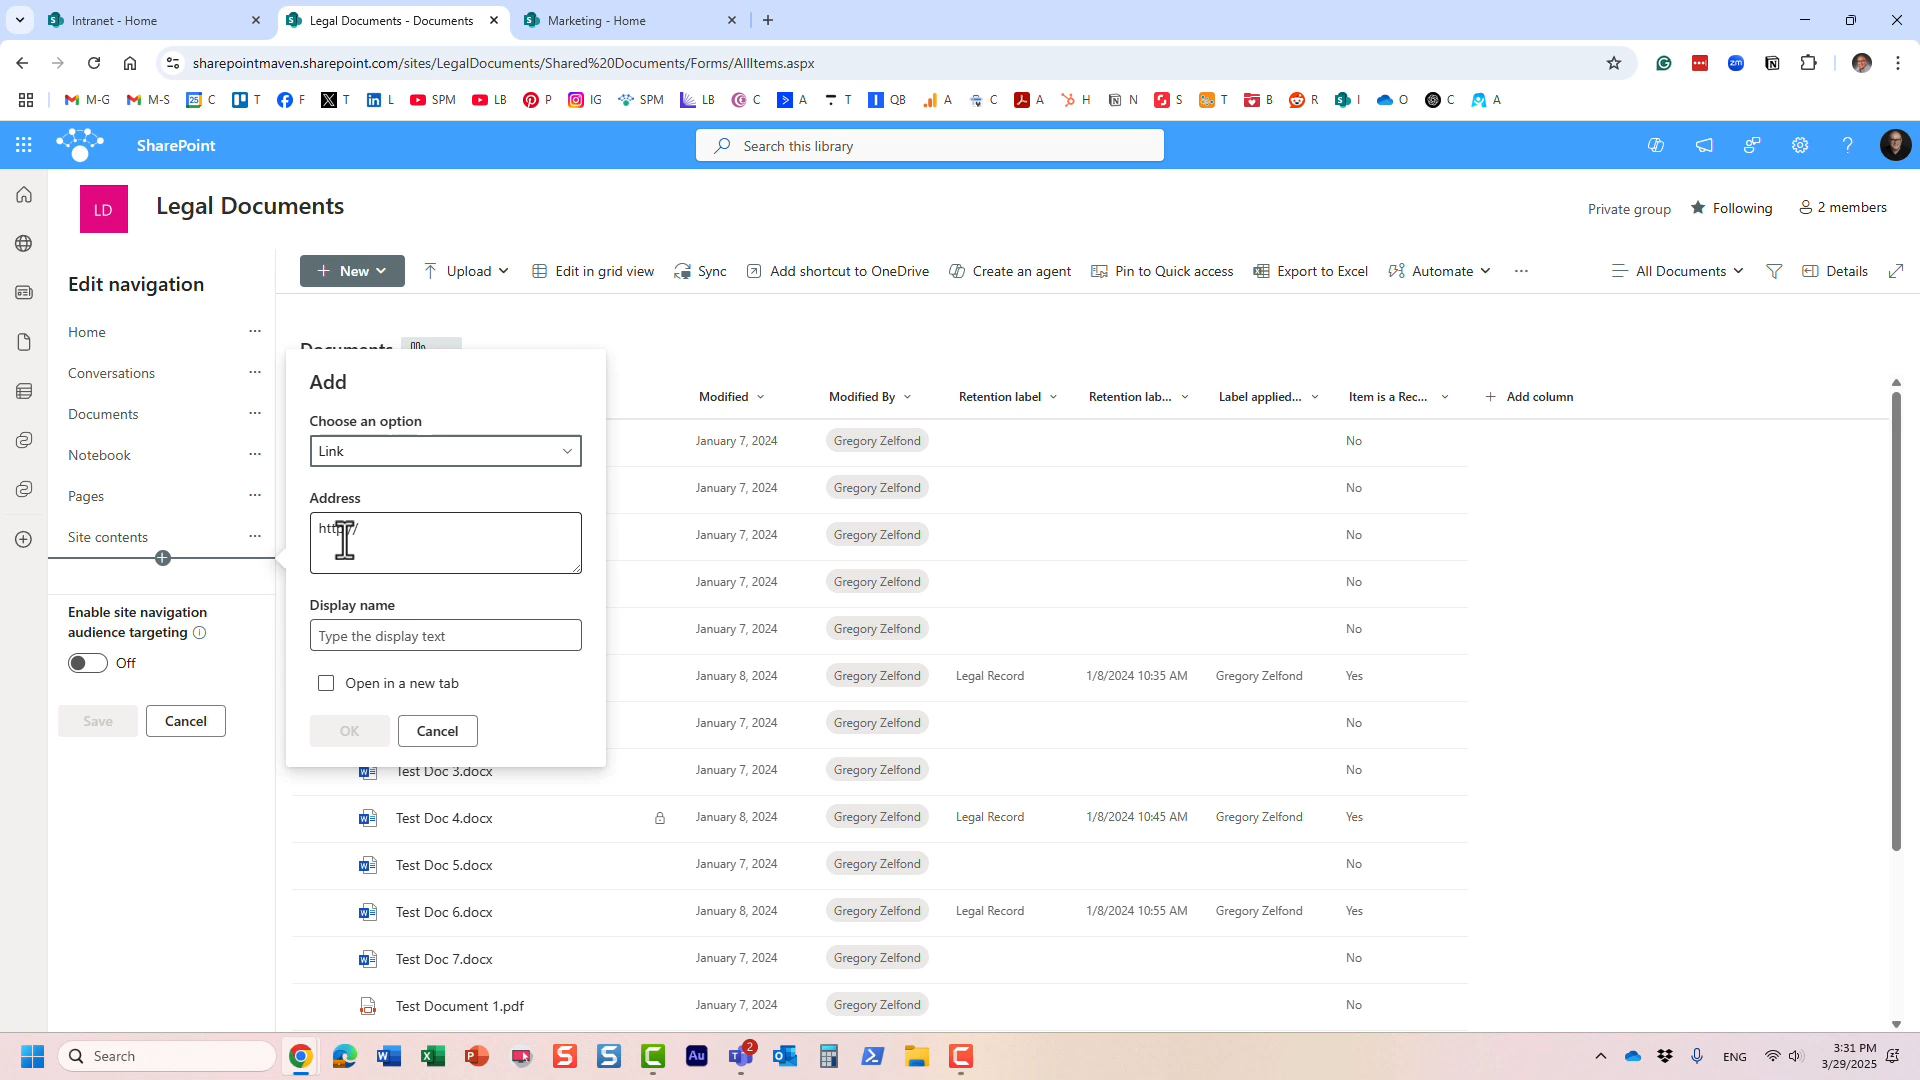 Intranet - Home
Legal Documents - Documents
Marketing - Home
sharepointmaven.sharepoint.com/sites/LegalDocuments/Shared%20Documents/Forms/AllItems.aspx
M-G M-S C T F T L SPM LB P IG SPM LB C A T QB A C A H N S T B R I O C A
SharePoint
Search this library
LD
Legal Documents
Private group
Following
2 members
Edit navigation
New
Upload
Edit in grid view
Sync
Add shortcut to OneDrive
Create an agent
Pin to Quick access
Export to Excel
Automate
All Documents
Details
Home
Conversations
Documents
Notebook
Pages
Site contents
Enable site navigation
audience targeting
Off
Save
Cancel
Documents
Add
Choose an option
Link
Address
Display name
Type the display text
Open in a new tab
OK
Cancel
Modified Modified By Retention label Retention lab... Label applied... Item is a Rec... Add column
January 7, 2024 Gregory Zelfond No
January 7, 2024 Gregory Zelfond No
January 7, 2024 Gregory Zelfond No
January 7, 2024 Gregory Zelfond No
January 7, 2024 Gregory Zelfond No
January 8, 2024 Gregory Zelfond Legal Record 1/8/2024 10:35 AM Gregory Zelfond Yes
January 7, 2024 Gregory Zelfond No
Test Doc 3.docx January 7, 2024 Gregory Zelfond No
Test Doc 4.docx January 8, 2024 Gregory Zelfond Legal Record 1/8/2024 10:45 AM Gregory Zelfond Yes
Test Doc 5.docx January 7, 2024 Gregory Zelfond No
Test Doc 6.docx January 8, 2024 Gregory Zelfond Legal Record 1/8/2024 10:55 AM Gregory Zelfond Yes
Test Doc 7.docx January 7, 2024 Gregory Zelfond No
Test Document 1.pdf January 7, 2024 Gregory Zelfond No
Search
2
ENG
3:31 PM
3/29/2025